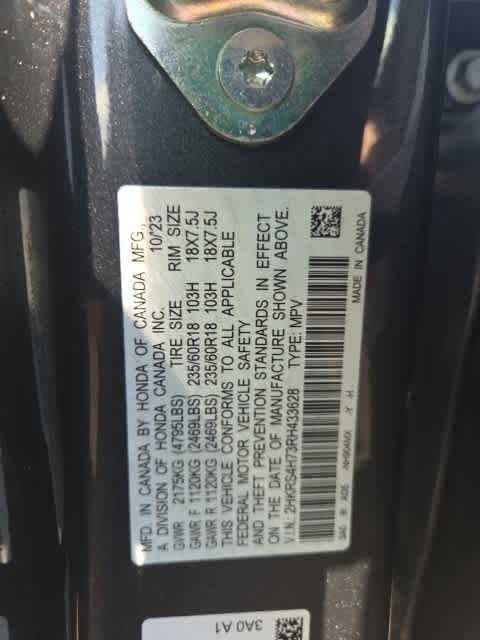 MFD. IN CANADA BY HONDA OF CANADA MFG.,
A DIVISION OF HONDA CANADA INC. 10/23
GVWR 2175KG (4795LBS) TIRE SIZE RIM SIZE
GAWR F 1120KG (2469LBS) 235/60R18 103H 18X7.5J
GAWR R 1120KG (2469LBS) 235/60R18 103H 18X7.5J
THIS VEHICLE CONFORMS TO ALL APPLICABLE
FEDERAL MOTOR VEHICLE SAFETY
AND THEFT PREVENTION STANDARDS IN EFFECT
ON THE DATE OF MANUFACTURE SHOWN ABOVE.
V.I.N.: 2HKRS4H73RH433628 TYPE: MPV
3A0 A06 NH904MX
MADE IN CANADA
3A0 A1